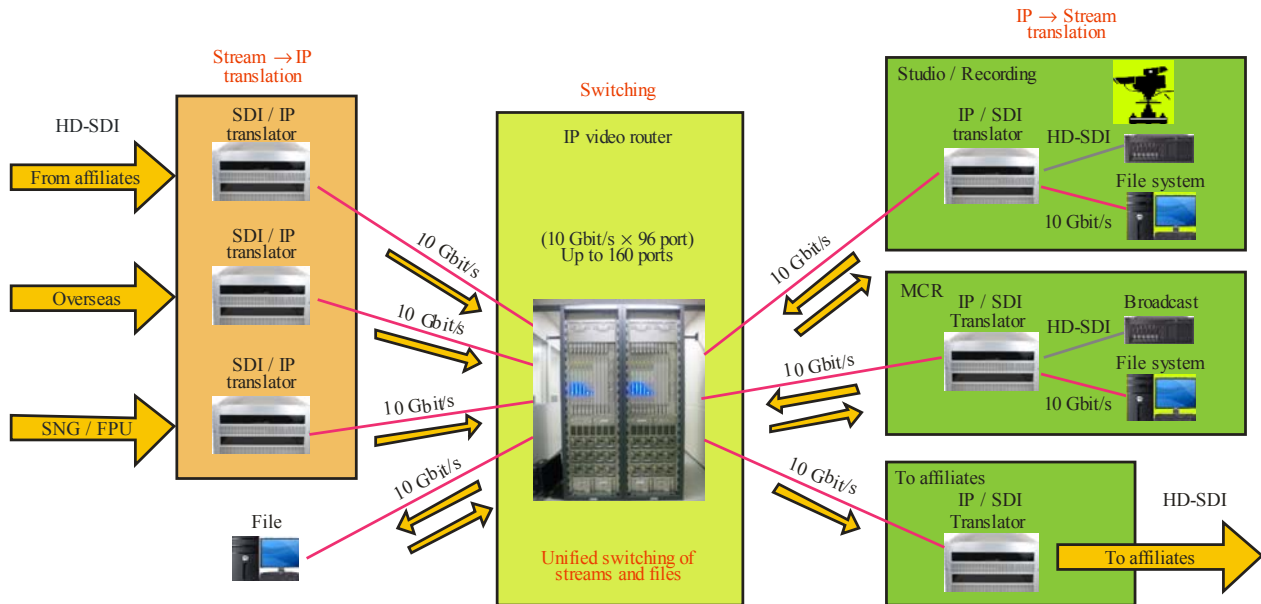 Stream → IP
translation
HD-SDI
From affiliates
Overseas
SNG / FPU
SDI / IP
translator
SDI / IP
translator
SDI / IP
translator
File
10 Gbit/s
10 Gbit/s
10 Gbit/s
10 Gbit/s
Switching
IP video router
(10 Gbit/s × 96 port)
Up to 160 ports
Unified switching of
streams and files
10 Gbit/s
10 Gbit/s
10 Gbit/s
IP → Stream
translation
Studio / Recording
IP / SDI
translator
HD-SDI
File system
10 Gbit/s
MCR
IP / SDI
Translator
HD-SDI
Broadcast
File system
10 Gbit/s
To affiliates
IP / SDI
Translator
HD-SDI
To affiliates